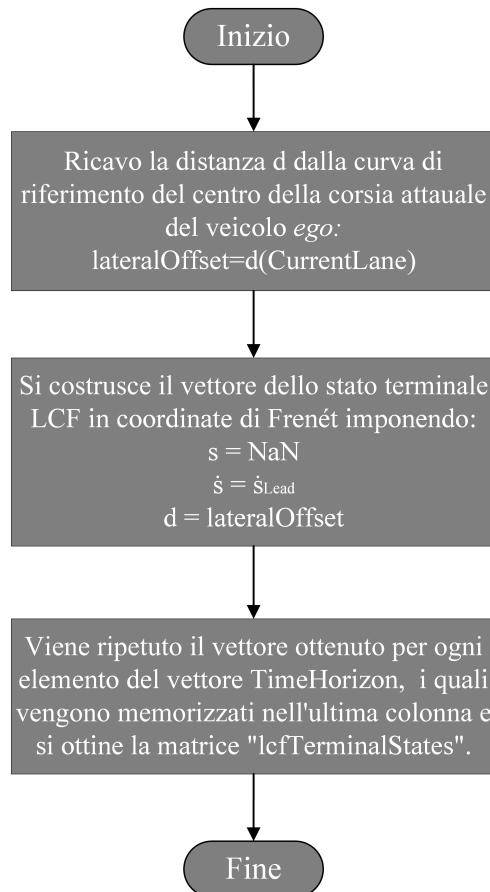 Inizio
Ricavo la distanza d dalla curva di
riferimento del centro della corsia attauale
del veicolo ego:
lateralOffset=d(CurrentLane)
Si costruisce il vettore dello stato terminale
LCF in coordinate di Frenét imponendo:
s = NaN
ṡ = ṡLead
d = lateralOffset
Viene ripetuto il vettore ottenuto per ogni
elemento del vettore TimeHorizon, i quali
vengono memorizzati nell'ultima colonna e
si ottine la matrice "lcfTerminalStates".
Fine